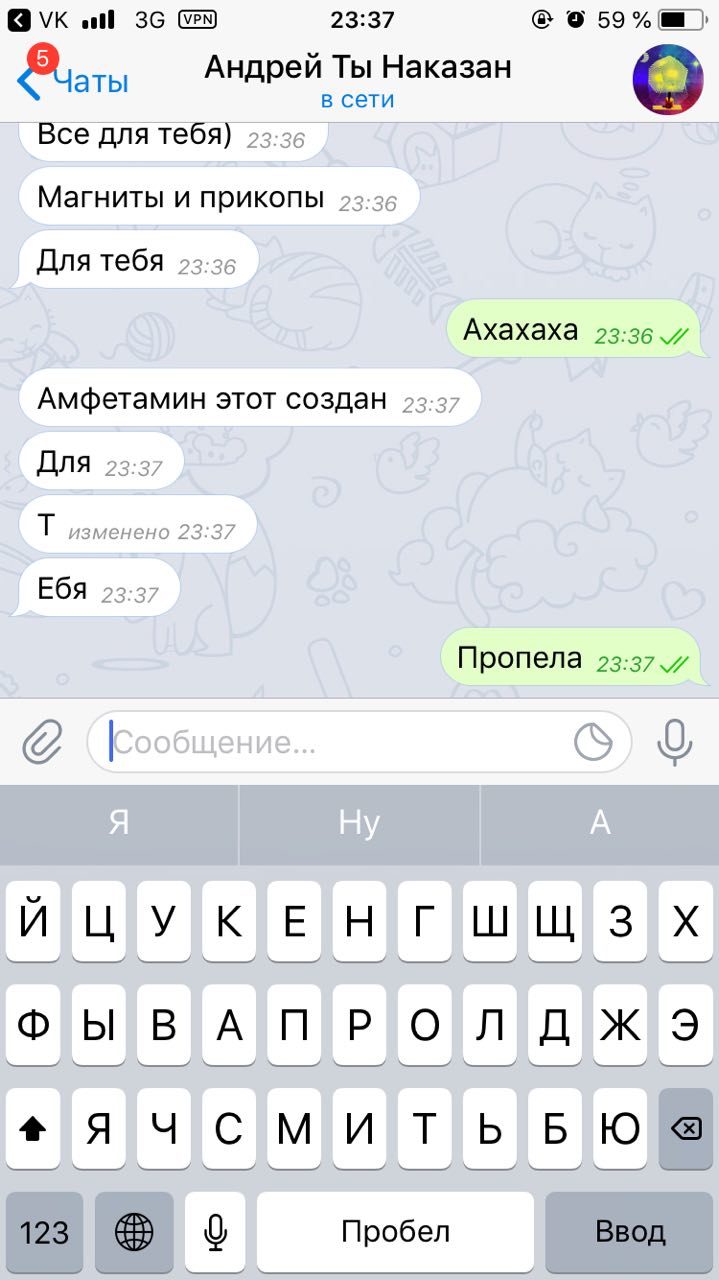 VK 3G VPN 23:37 59 %
5
Чаты Андрей Ты Наказан
в сети
Все для тебя) 23:36
Магниты и прикопы 23:36
Для тебя 23:36
Ахахаха 23:36
Амфетамин этот создан 23:37
Для 23:37
Т изменено 23:37
Ебя 23:37
Пропела 23:37
Сообщение...
Я Ну А
Й Ц У К Е Н Г Ш Щ З Х
Ф Ы В А П Р О Л Д Ж Э
Я Ч С М И Т Ь Б Ю
123 Пробел Ввод